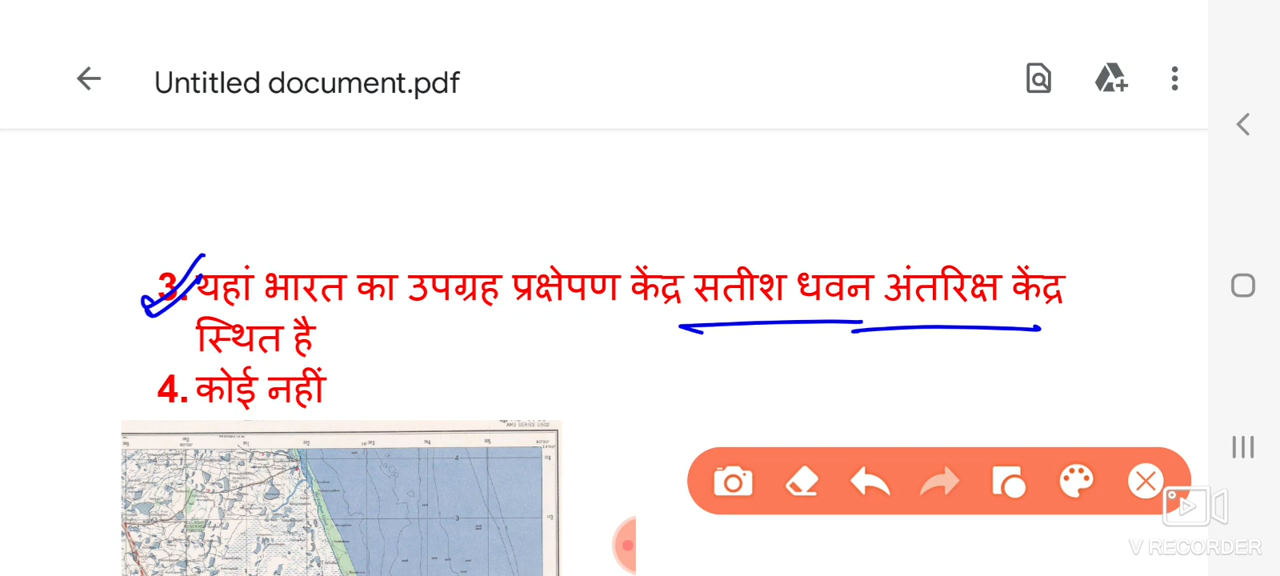 Untitled document.pdf
3. यहां भारत का उपग्रह प्रक्षेपण केंद्र सतीश धवन अंतरिक्ष केंद्र
स्थित है
4. कोई नहीं
V RECORDER